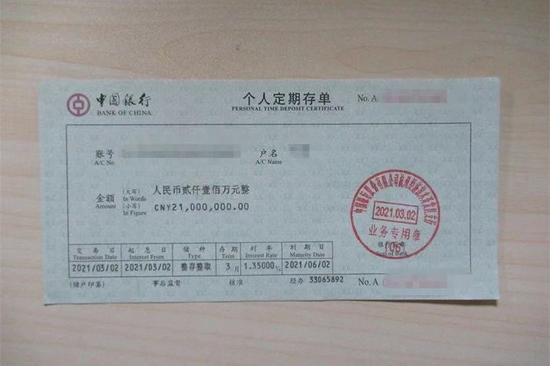 中国银行
BANK OF CHINA
个人定期存单
PERSONAL TIME DEPOSIT CERTIFICATE
No. A
账号
A/C No.
户名
A/C Name
金额
Amount
(大写)
In Words
人民币贰仟壹佰万元整
(小写)
In Figure
CNY21,000,000.00
2021.03.02
业务专用章
交易日 起息日 储种 存期 利率 到期日
Transaction Date Interest From Type Term Interest Rate Maturity Date
2021/03/02 2021/03/02 整存整取 3月 1.35000% 2021/06/02
(储户印鉴) 事后监督 核准 经办 33065892 No. A